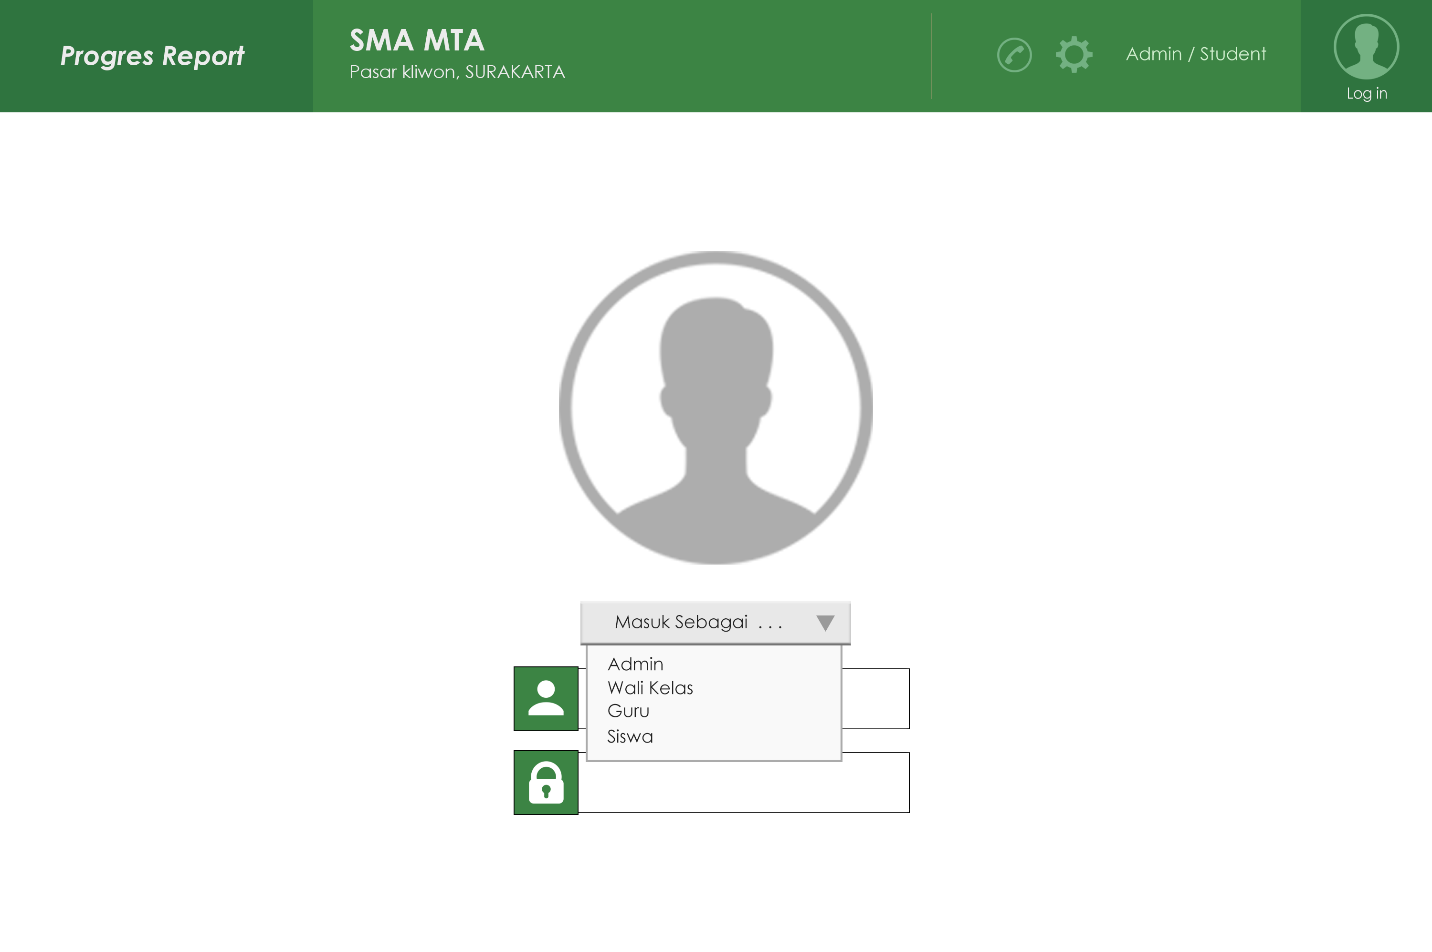 Progres Report
SMA MTA
Pasar kliwon, SURAKARTA
Admin / Student
Log in
Masuk Sebagai . . .
Admin
Wali Kelas
Guru
Siswa